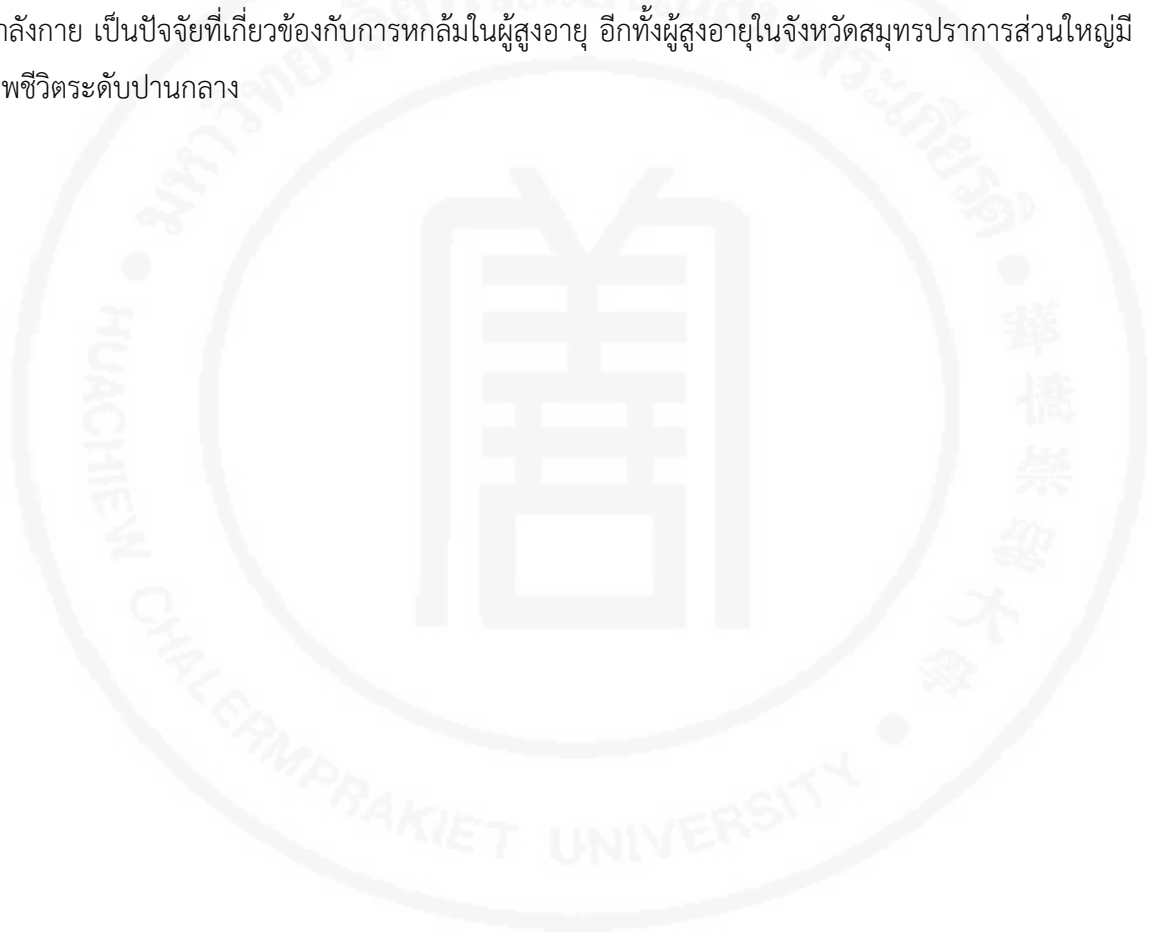 ำลังกาย เป็นปัจจัยที่เกี่ยวข้องกับการหกล้มในผู้สูงอายุ อีกทั้งผู้สูงอายุในจังหวัดสมุทรปราการส่วนใหญ่มี
พชีวิตระดับปานกลาง
HUACHIEW CHALERMPRAKIET UNIVERSITY
華僑崇聖大學